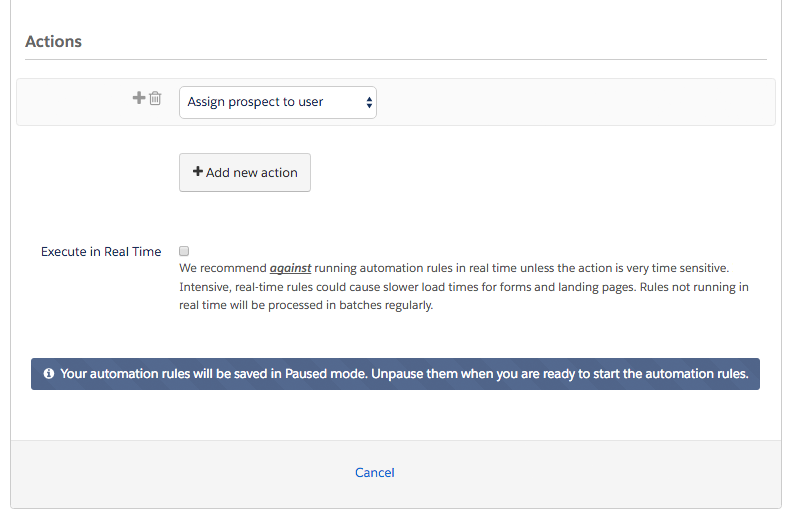 Actions
Assign prospect to user
Add new action
Execute in Real Time
We recommend against running automation rules in real time unless the action is very time sensitive.
Intensive, real-time rules could cause slower load times for forms and landing pages. Rules not running in
real time will be processed in batches regularly.
Your automation rules will be saved in Paused mode. Unpause them when you are ready to start the automation rules.
Cancel